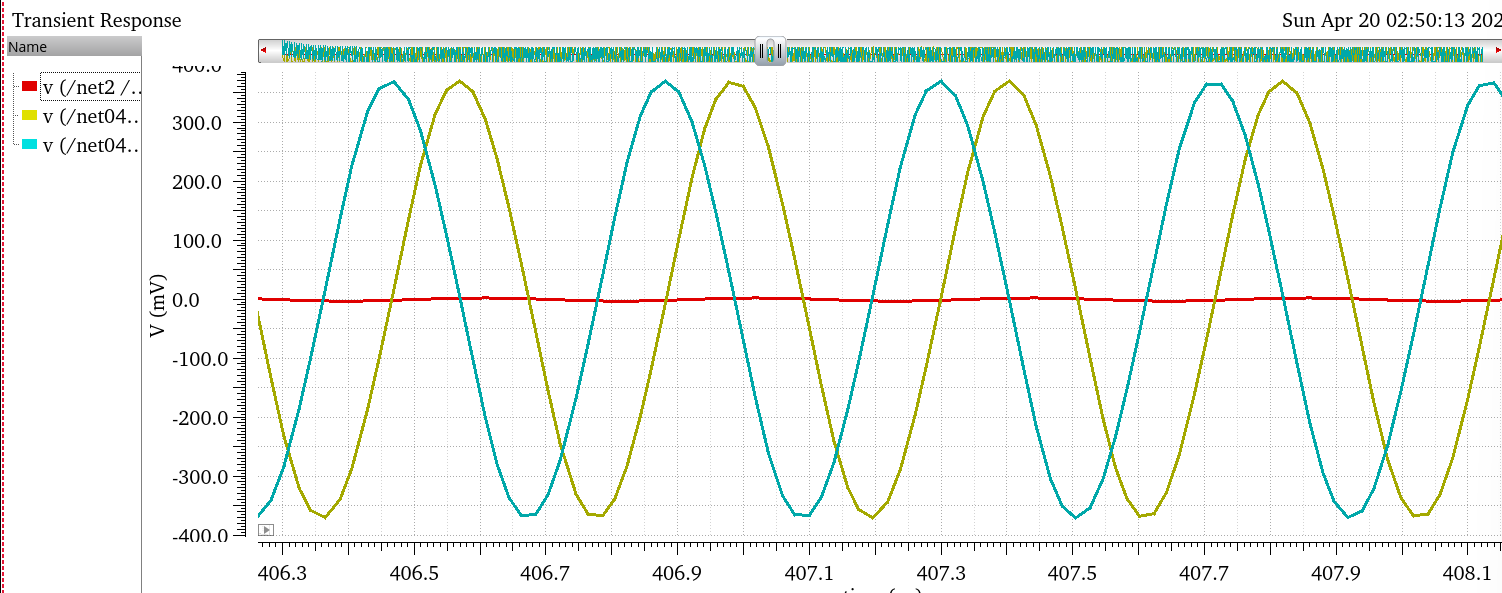 Transient Response
Sun Apr 20 02:50:13 202
Name
v (/net2 /..
v (/net04..
v (/net04..
400.0
300.0
200.0
100.0
0.0
-100.0
-200.0
-300.0
-400.0
V (mV)
406.3 406.5 406.7 406.9 407.1 407.3 407.5 407.7 407.9 408.1